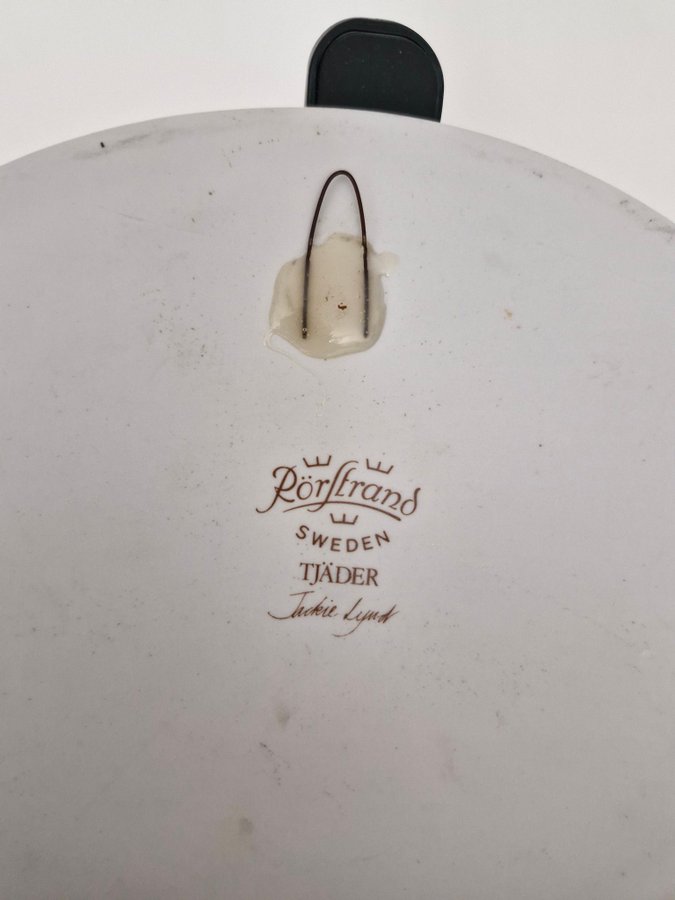 RörStrand
SWEDEN
TJÄDER
Jackie Lynd